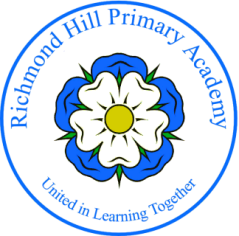 Richmond Hill Primary Academy
United in Learning Together